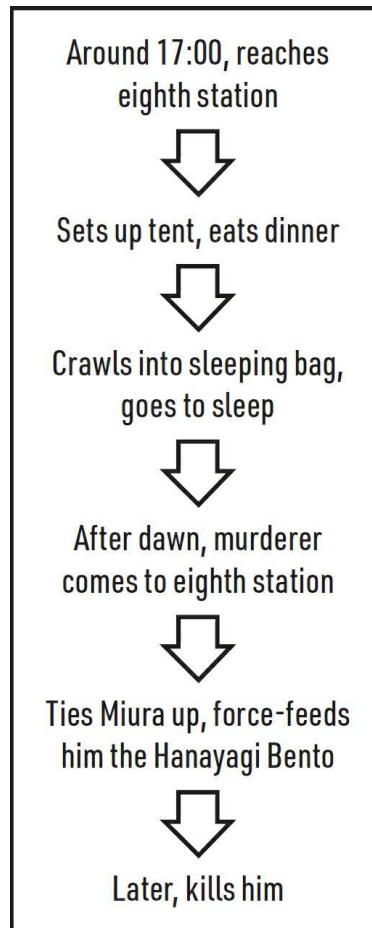 Around 17:00, reaches
eighth station
Sets up tent, eats dinner
Crawls into sleeping bag,
goes to sleep
After dawn, murderer
comes to eighth station
Ties Miura up, force-feeds
him the Hanayagi Bento
Later, kills him